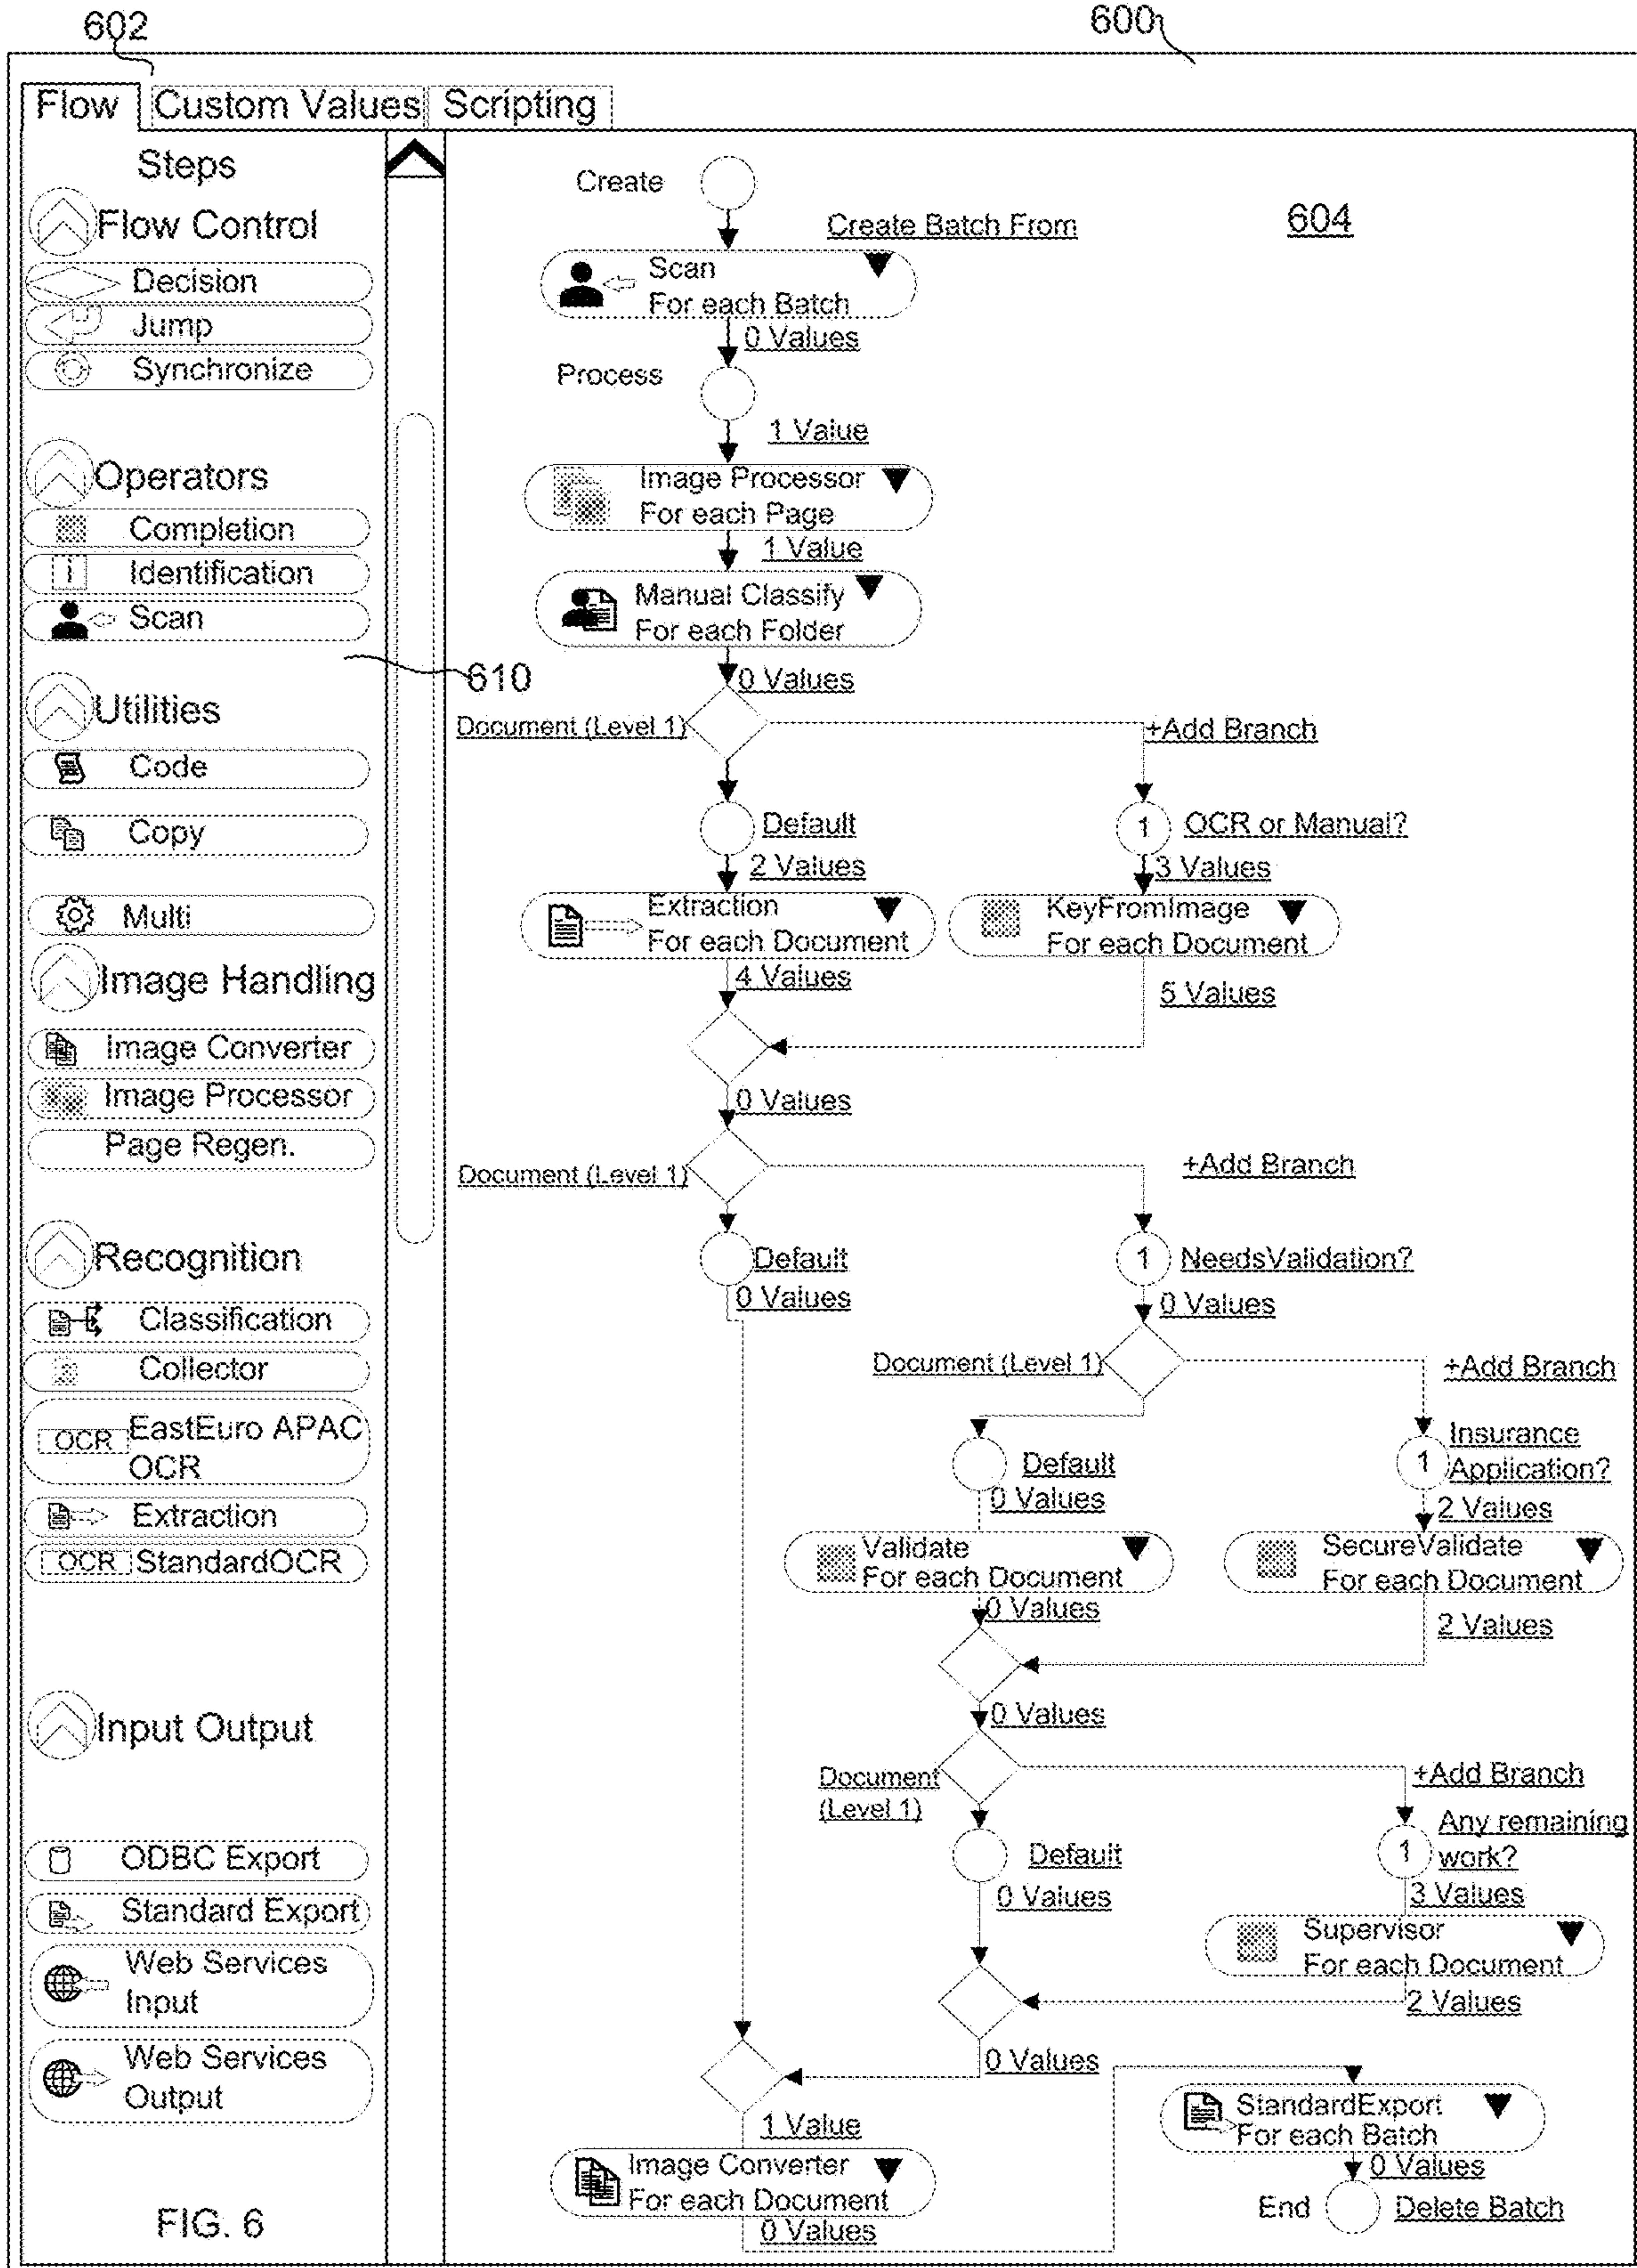 602
600
Flow
Custom Values
Scripting
Steps
Flow Control
Decision
Jump
Synchronize
Operators
Completion
i Identification
Scan
610
Utilities
Code
Copy
Multi
Image Handling
Image Converter
Image Processor
Page Regen.
Recognition
Classification
Collector
OCR EastEuro APAC
OCR
Extraction
OCR StandardOCR
Input Output
ODBC Export
Standard Export
Web Services
Input
Web Services
Output
FIG. 6
604
Create
Create Batch From
Scan
For each Batch
0 Values
Process
1 Value
Image Processor
For each Page
1 Value
Manual Classify
For each Folder
0 Values
Document (Level 1)
+Add Branch
Default
1 OCR or Manual?
2 Values
3 Values
Extraction
For each Document
KeyFromImage
For each Document
4 Values
5 Values
0 Values
Document (Level 1)
+Add Branch
Default
1 NeedsValidation?
0 Values
0 Values
Document (Level 1)
+Add Branch
Default
0 Values
1 Insurance
Application?
2 Values
Validate
For each Document
SecureValidate
For each Document
0 Values
2 Values
0 Values
Document
(Level 1)
+Add Branch
Default
0 Values
1 Any remaining
work?
3 Values
Supervisor
For each Document
2 Values
0 Values
1 Value
Image Converter
For each Document
0 Values
StandardExport
For each Batch
0 Values
End
Delete Batch